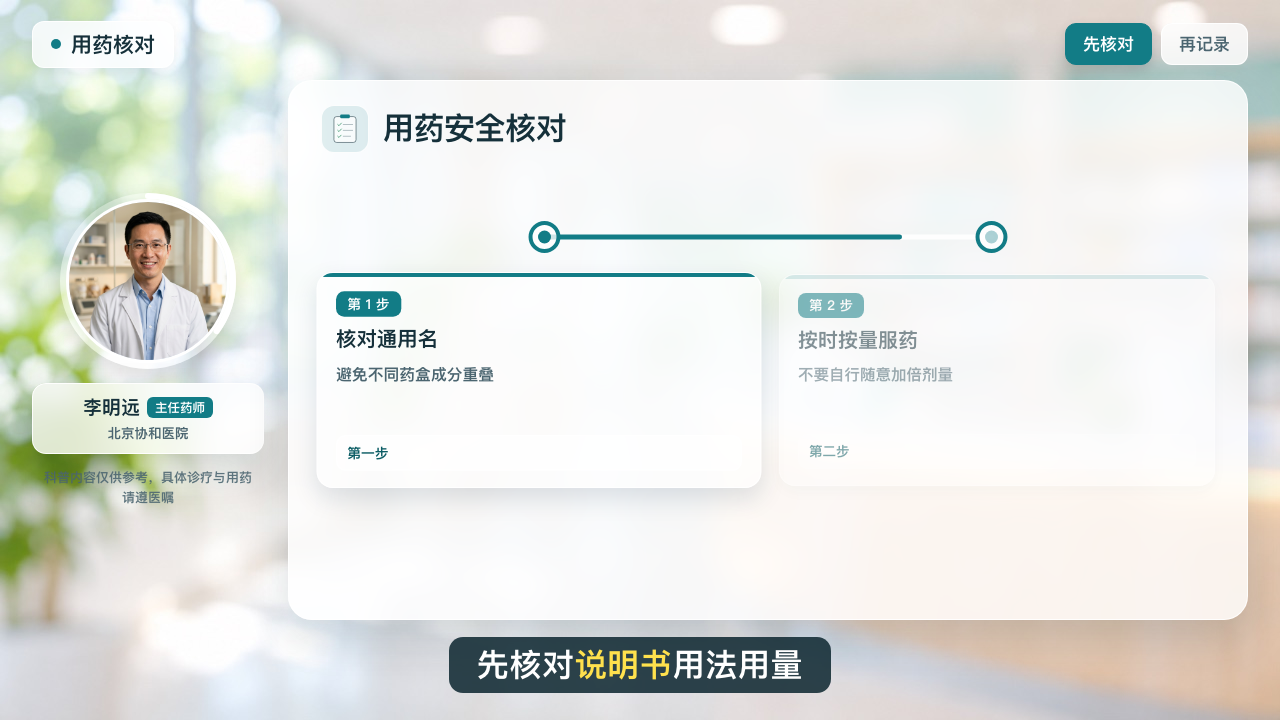 用药核对
先核对
再记录
用药安全核对
第 1 步
核对通用名
避免不同药盒成分重叠
第一步
第 2 步
按时按量服药
不要自行随意加倍剂量
第二步
李明远 主任药师
北京协和医院
科普内容仅供参考，具体诊疗与用药
请遵医嘱
先核对说明书用法用量